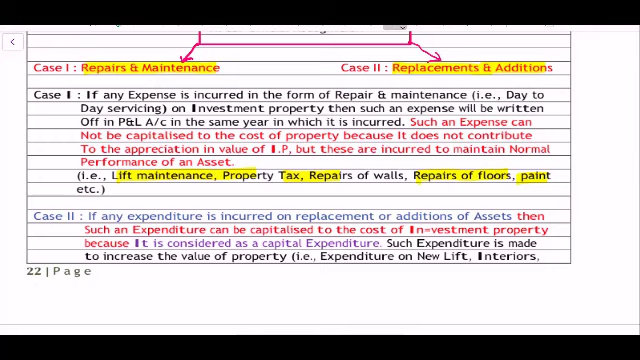 Case I : Repairs & Maintenance Case II : Replacements & Additions
Case I : If any Expense is incurred in the form of Repair & maintenance (i.e., Day to
Day servicing) on Investment property then such an expense will be written
Off in P&L A/c in the same year in which it is incurred. Such an Expense can
Not be capitalised to the cost of property because It does not contribute
To the appreciation in value of I.P, but these are incurred to maintain Normal
Performance of an Asset.
(i.e., Lift maintenance, Property Tax, Repairs of walls, Repairs of floors, paint
etc.)
Case II : If any expenditure is incurred on replacement or additions of Assets then
Such an Expenditure can be capitalised to the cost of In=vestment property
because It is considered as a capital Expenditure. Such Expenditure is made
to increase the value of property (i.e., Expenditure on New Lift, Interiors,
22 | P a g e